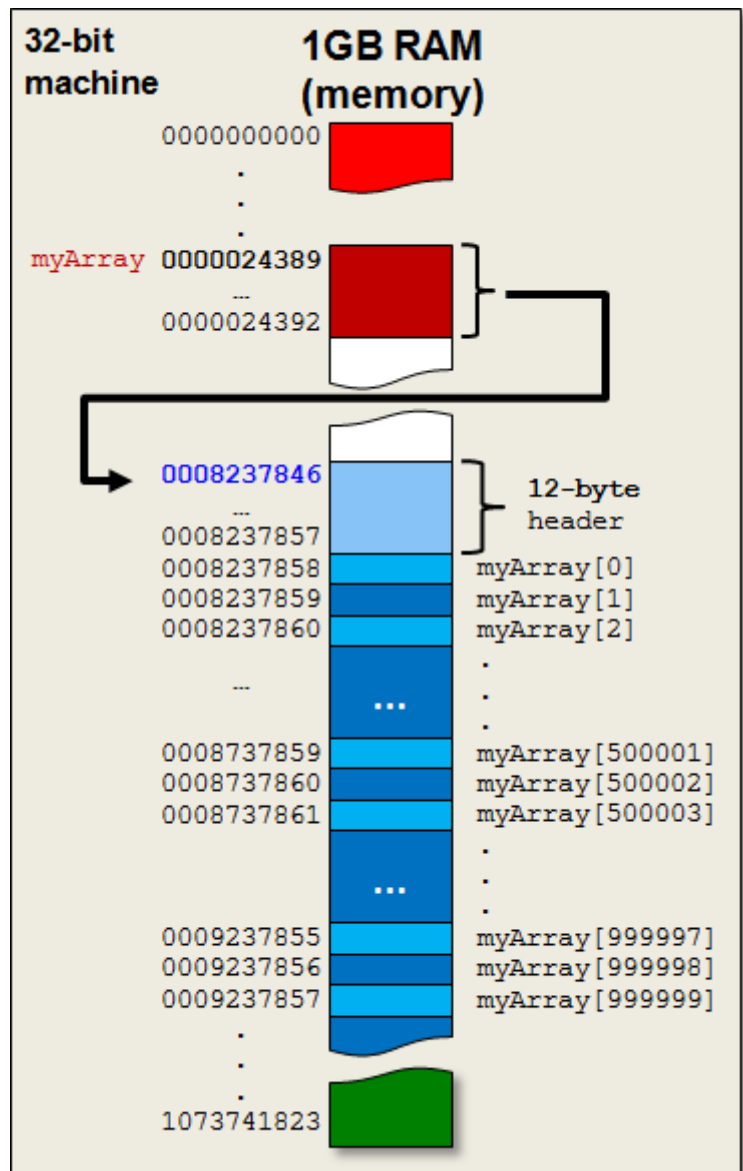 32-bit
machine
1GB RAM
(memory)
0000000000
.
.
.
myArray 0000024389
...
0000024392
0008237846
...
0008237857
12-byte
header
0008237858 myArray[0]
0008237859 myArray[1]
0008237860 myArray[2]
.
... ... .
.
0008737859 myArray[500001]
0008737860 myArray[500002]
0008737861 myArray[500003]
.
... .
.
0009237855 myArray[999997]
0009237856 myArray[999998]
0009237857 myArray[999999]
.
.
.
1073741823